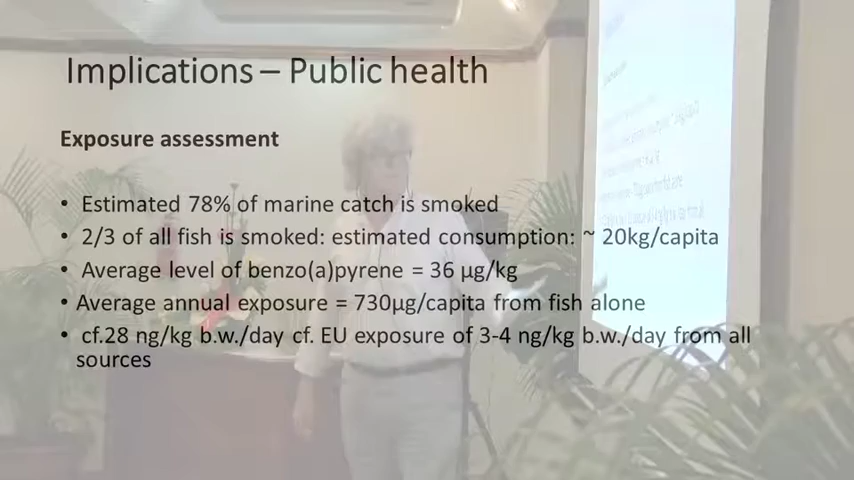 Implications – Public health
Exposure assessment
• Estimated 78% of marine catch is smoked
• 2/3 of all fish is smoked: estimated consumption: ~ 20kg/capita
• Average level of benzo(a)pyrene = 36 µg/kg
• Average annual exposure = 730µg/capita from fish alone
• cf.28 ng/kg b.w./day cf. EU exposure of 3-4 ng/kg b.w./day from all
sources